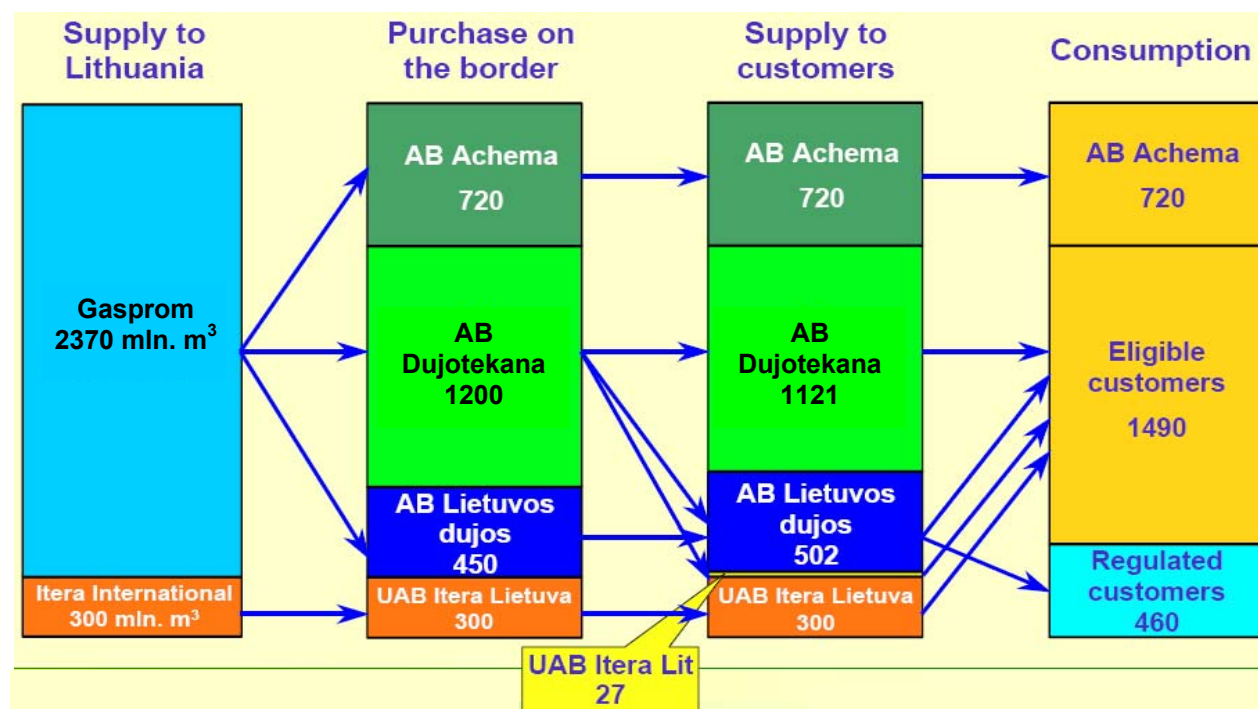 Supply to
Lithuania
Purchase on
the border
Supply to
customers
Consumption
Gasprom
2370 mln. m³
Itera International
300 mln. m³
AB Achema
720
AB
Dujotekana
1200
AB Lietuvos
dujos
450
UAB Itera Lietuva
300
AB Achema
720
AB
Dujotekana
1121
AB Lietuvos
dujos
502
UAB Itera Lietuva
300
UAB Itera Lit
27
AB Achema
720
Eligible
customers
1490
Regulated
customers
460